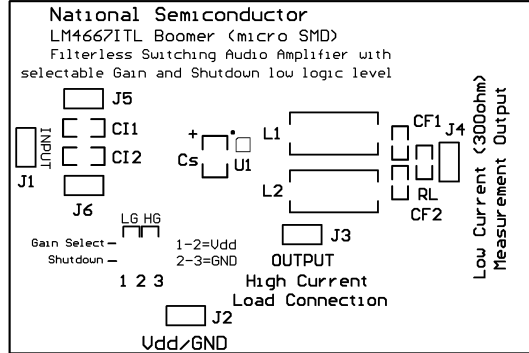 National Semiconductor
LM4667ITL Boomer (micro SMD)
Filterless Switching Audio Amplifier with
selectable Gain and Shutdown low logic level
J5
CI1
INPUT
J1
CI2
J6
+
Cs
U1
L1
L2
CF1
J4
RL
CF2
Low Current (300ohm)
Measurement Output
LG HG
Gain Select
Shutdown
1-2=Vdd
2-3=GND
1 2 3
J3
OUTPUT
High Current
Load Connection
J2
Vdd/GND